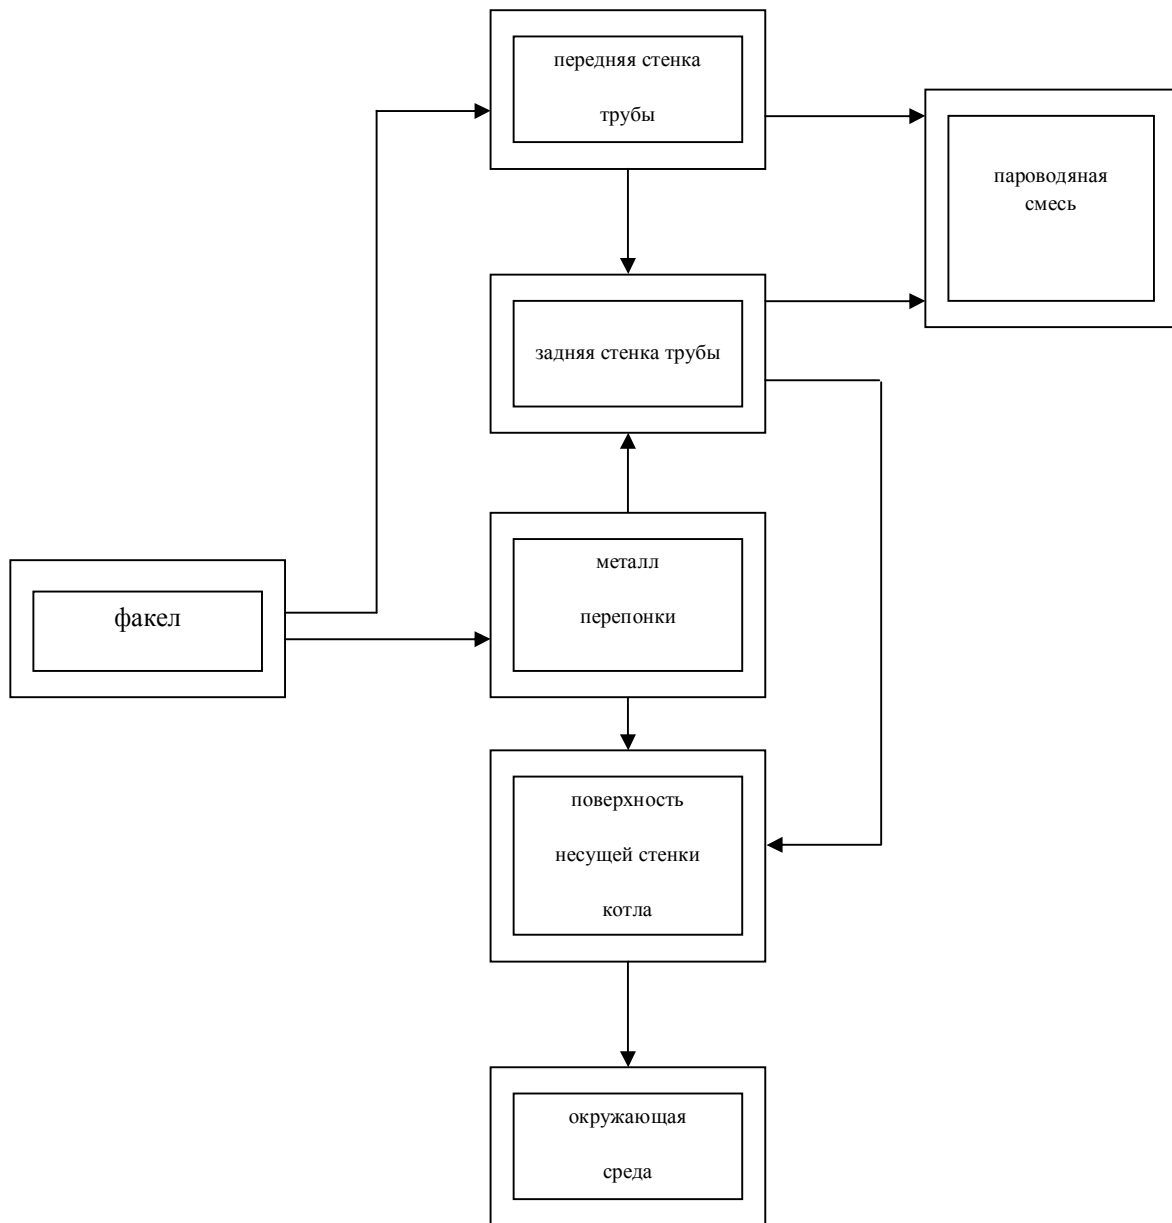 передняя стенка
трубы
пароводяная
смесь
задняя стенка трубы
металл
перепонки
факел
поверхность
несущей стенки
котла
окружающая
среда